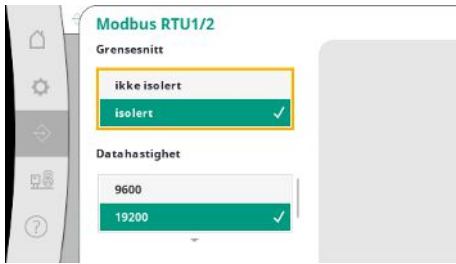 Modbus RTU1/2
Grensesnitt
ikke isolert
isolert
Datahastighet
9600
19200
?